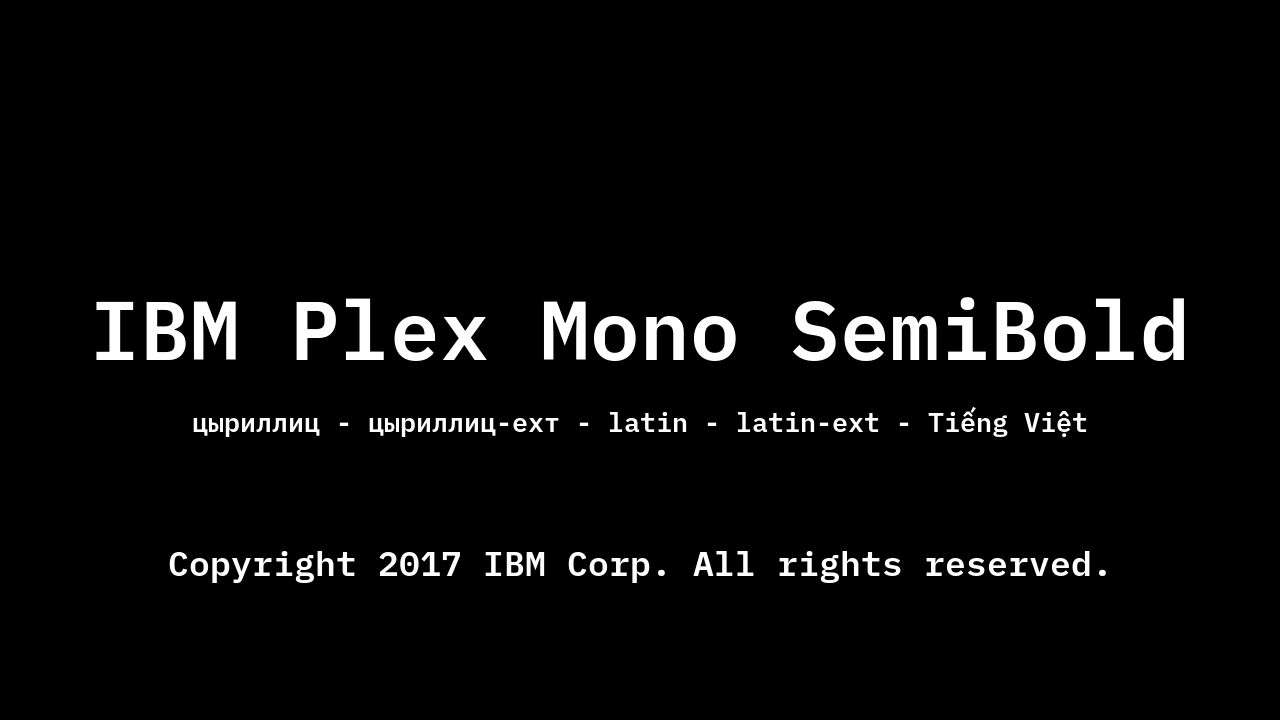 IBM Plex Mono SemiBold
цыриллиц - цыриллиц-ехт - latin - latin-ext - Tiếng Việt
Copyright 2017 IBM Corp. All rights reserved.